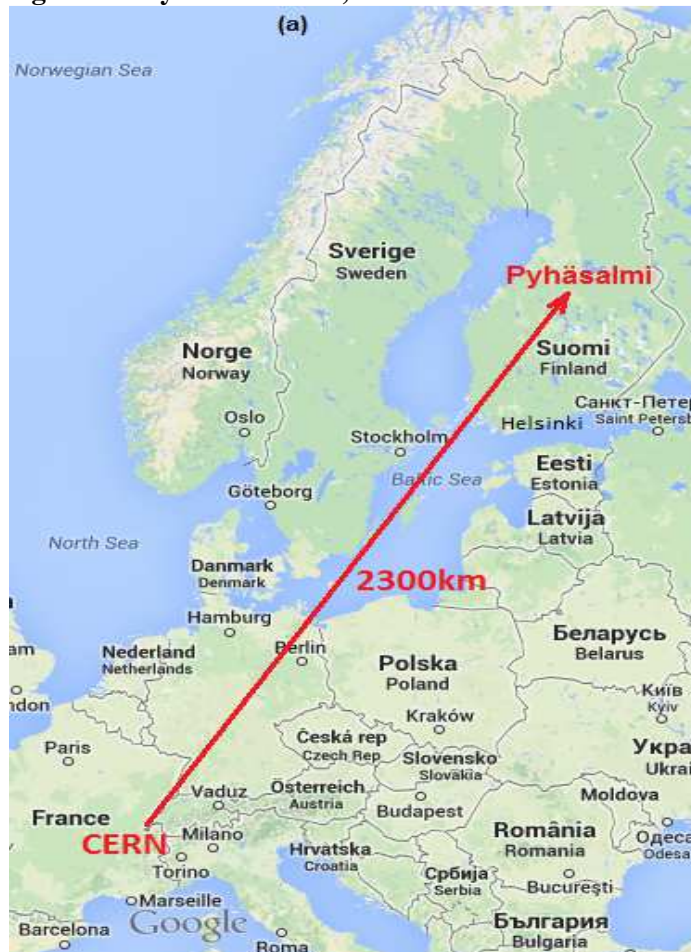 (a)
Norwegian Sea
Sverige
Sweden
Pyhäsalmi
Norge
Norway
Suomi
Finland
Oslo
Санкт-Петер
Saint Petersb
Helsinki
Stockholm
Baltic Sea
Eesti
Estonia
Göteborg
Latvija
Latvia
North Sea
Danmark
Denmark
2300km
Hamburg
Беларусь
Belarus
Nederland
Netherlands
Berlin
am
Polska
Poland
ndon
Київ
Kyiv
Kraków
Paris
Česká rep
Czech Rep
Slovensko
Slovakia
Укра
Ukrai
Vaduz
Österreich
Austria
Moldova
France
Budapest
CERN
Milano
România
Romania
Одеса
Odesa
Hrvatska
Croatia
Torino
Србија
Serbia
București
Marseille
Google
България
Bulgaria
Barcelona
Roma